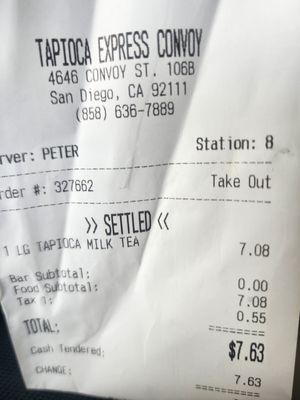 TAPIOCA EXPRESS CONVOY
4646 CONVOY ST. 106B
San Diego, CA 92111
(858) 636-7889
rver: PETER Station: 8
rder #: 327662 Take Out
>> SETTLED <<
1 LG TAPIOCA MILK TEA 7.08
Bar Subtotal: 0.00
Food Subtotal: 7.08
Tax 1: 0.55
TOTAL: $7.63
Cash Tendered: 7.63
CHANGE: